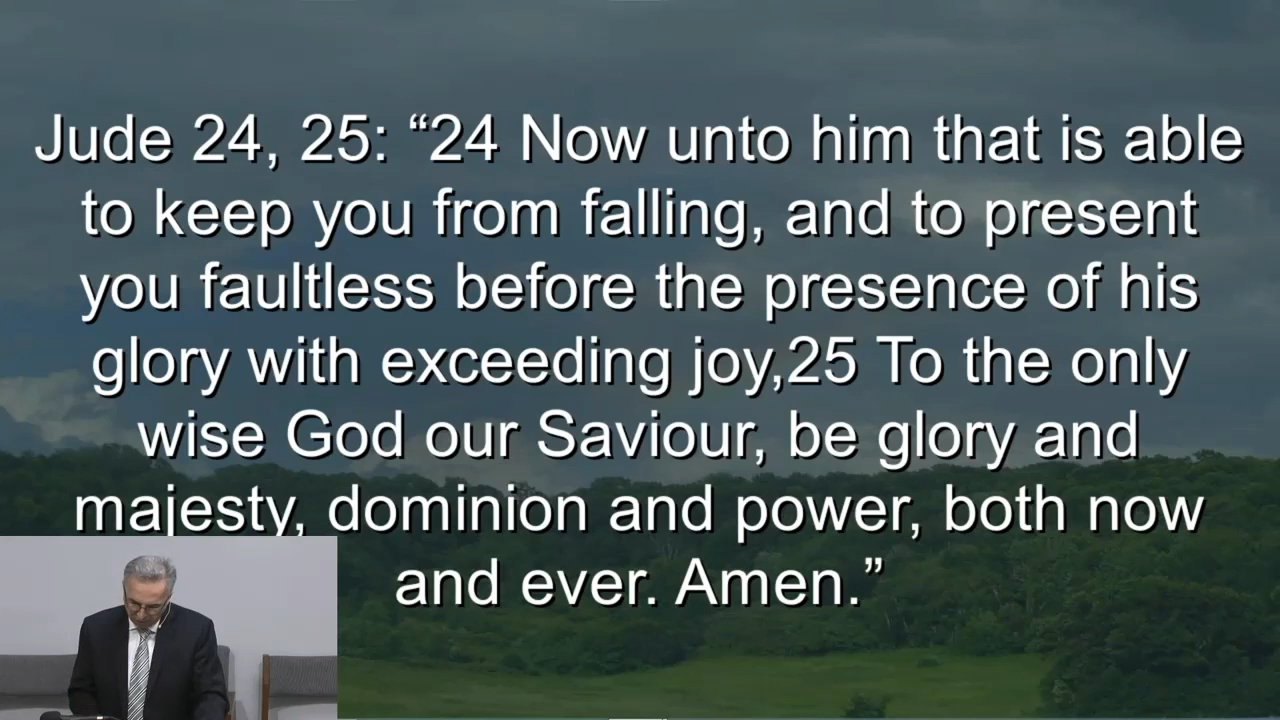 Jude 24, 25: “24 Now unto him that is able
to keep you from falling, and to present
you faultless before the presence of his
glory with exceeding joy,25 To the only
wise God our Saviour, be glory and
majesty, dominion and power, both now
and ever. Amen.”